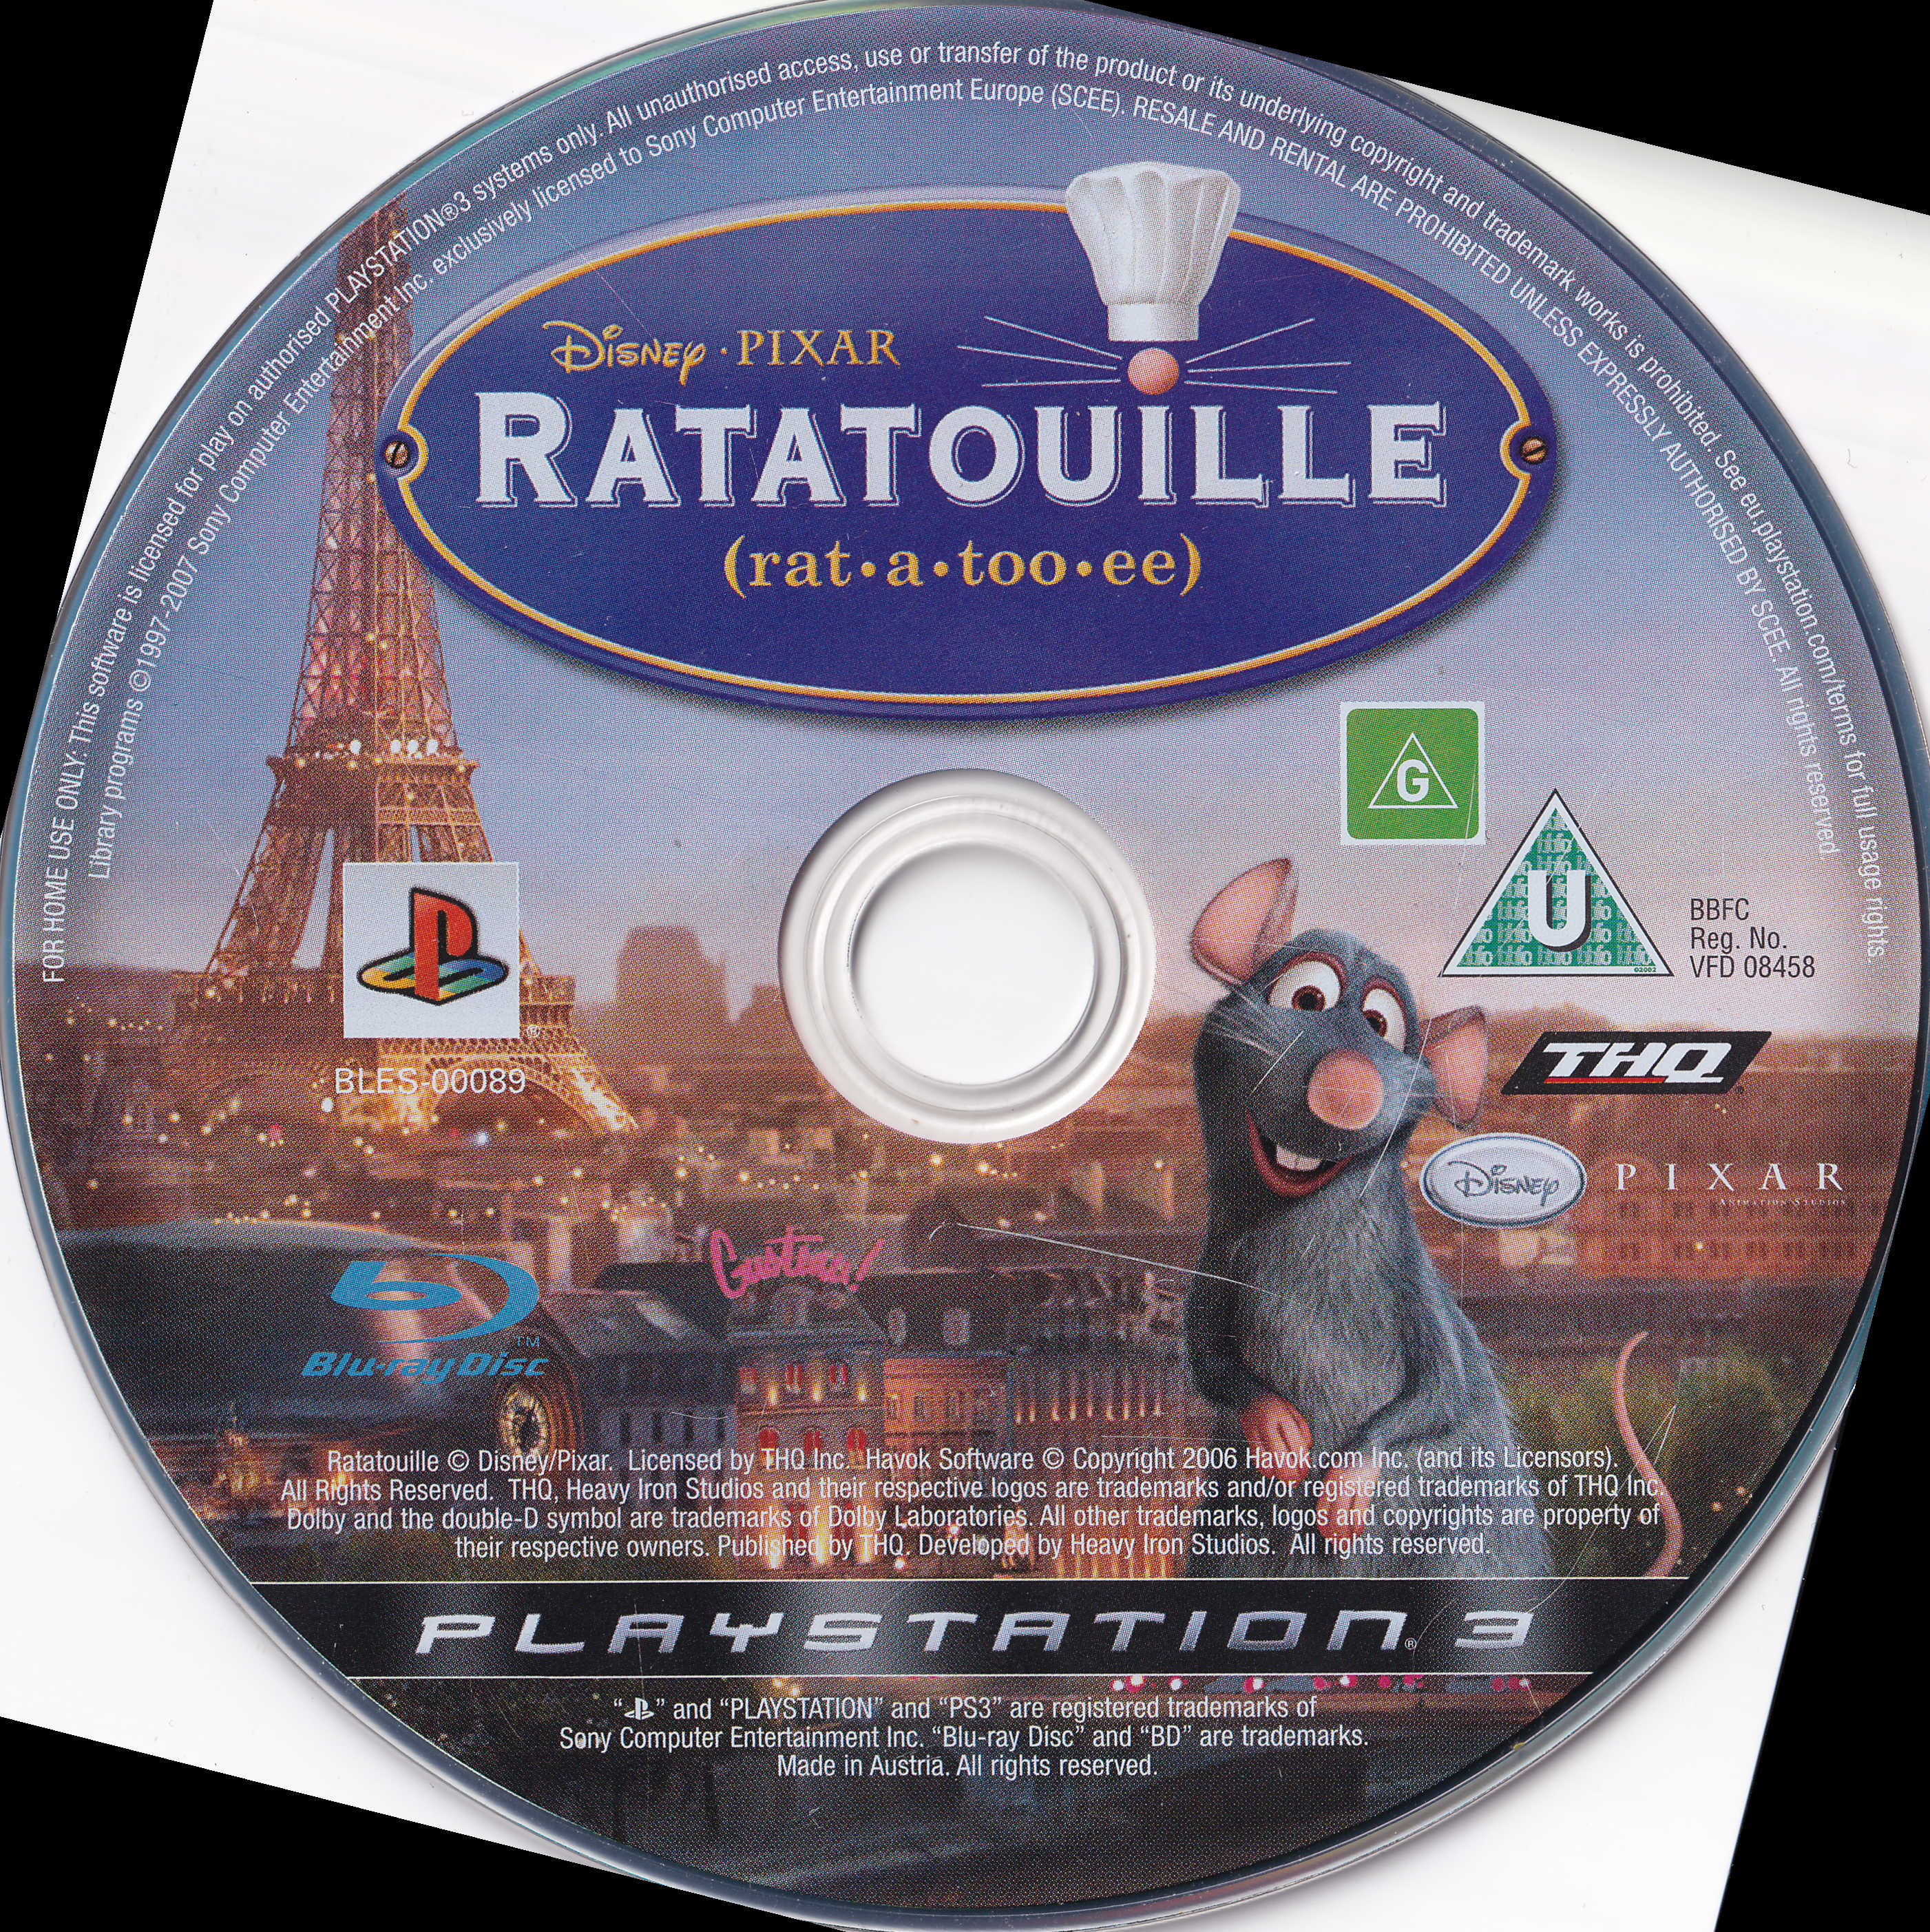 FOR HOME USE ONLY: This software is licensed for play on authorised PLAYSTATION®3 systems only. All unauthorised access, use or transfer of the product or its underlying copyright and trademark works is prohibited. See eu.playstation.com/terms for full usage rights.
Library programs ©1997-2007 Sony Computer Entertainment Inc. exclusively licensed to Sony Computer Entertainment Europe (SCEE). RESALE AND RENTAL ARE PROHIBITED UNLESS EXPRESSLY AUTHORISED BY SCEE. All rights reserved.
DISNEY · PIXAR
RATATOUILLE
(rat•a•too•ee)
G
U
BBFC
Reg. No.
VFD 08458
®
BLES-00089
THQ
DISNEY PIXAR
ANIMATION STUDIOS
Gusteau's!
TM
Blu-ray Disc
Ratatouille © Disney/Pixar. Licensed by THQ Inc. Havok Software © Copyright 2006 Havok.com Inc. (and its Licensors).
All Rights Reserved. THQ, Heavy Iron Studios and their respective logos are trademarks and/or registered trademarks of THQ Inc.
Dolby and the double-D symbol are trademarks of Dolby Laboratories. All other trademarks, logos and copyrights are property of
their respective owners. Published by THQ. Developed by Heavy Iron Studios. All rights reserved.
PLAYSTATION®3
“PS” and “PLAYSTATION” and “PS3” are registered trademarks of
Sony Computer Entertainment Inc. “Blu-ray Disc” and “BD” are trademarks.
Made in Austria. All rights reserved.